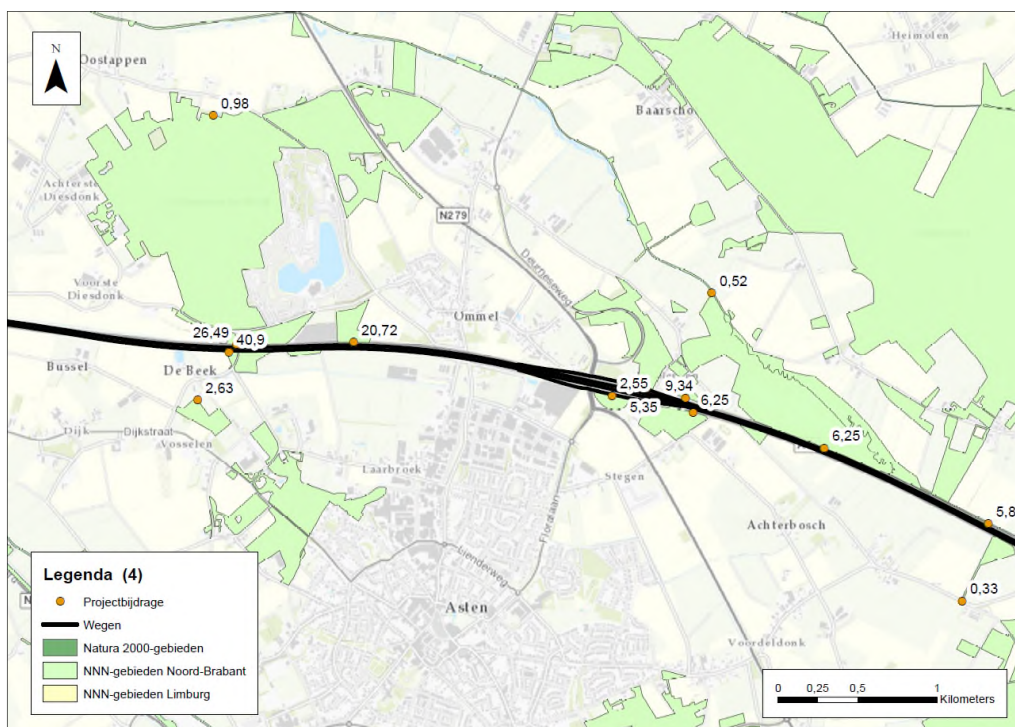 N
Oostappen
Heimolen
0,98
Baarscho
Achterste
Diesdonk
N279
Deurneseweg
Voorste
Diesdonk
0,52
Ommel
26,49
40,9
20,72
Bussel
De Beek
2,63
2,55
9,34
5,35
6,25
Dijk
Dijkstraat
Vosselen
Laarbroek
6,25
Stegen
Floralaan
Achterbosch
5,8
Lienderweg
0,33
Asten
Voordeldonk
Legenda (4)
Projectbijdrage
Wegen
Natura 2000-gebieden
NNN-gebieden Noord-Brabant
NNN-gebieden Limburg
0 0,25 0,5 1
Kilometers